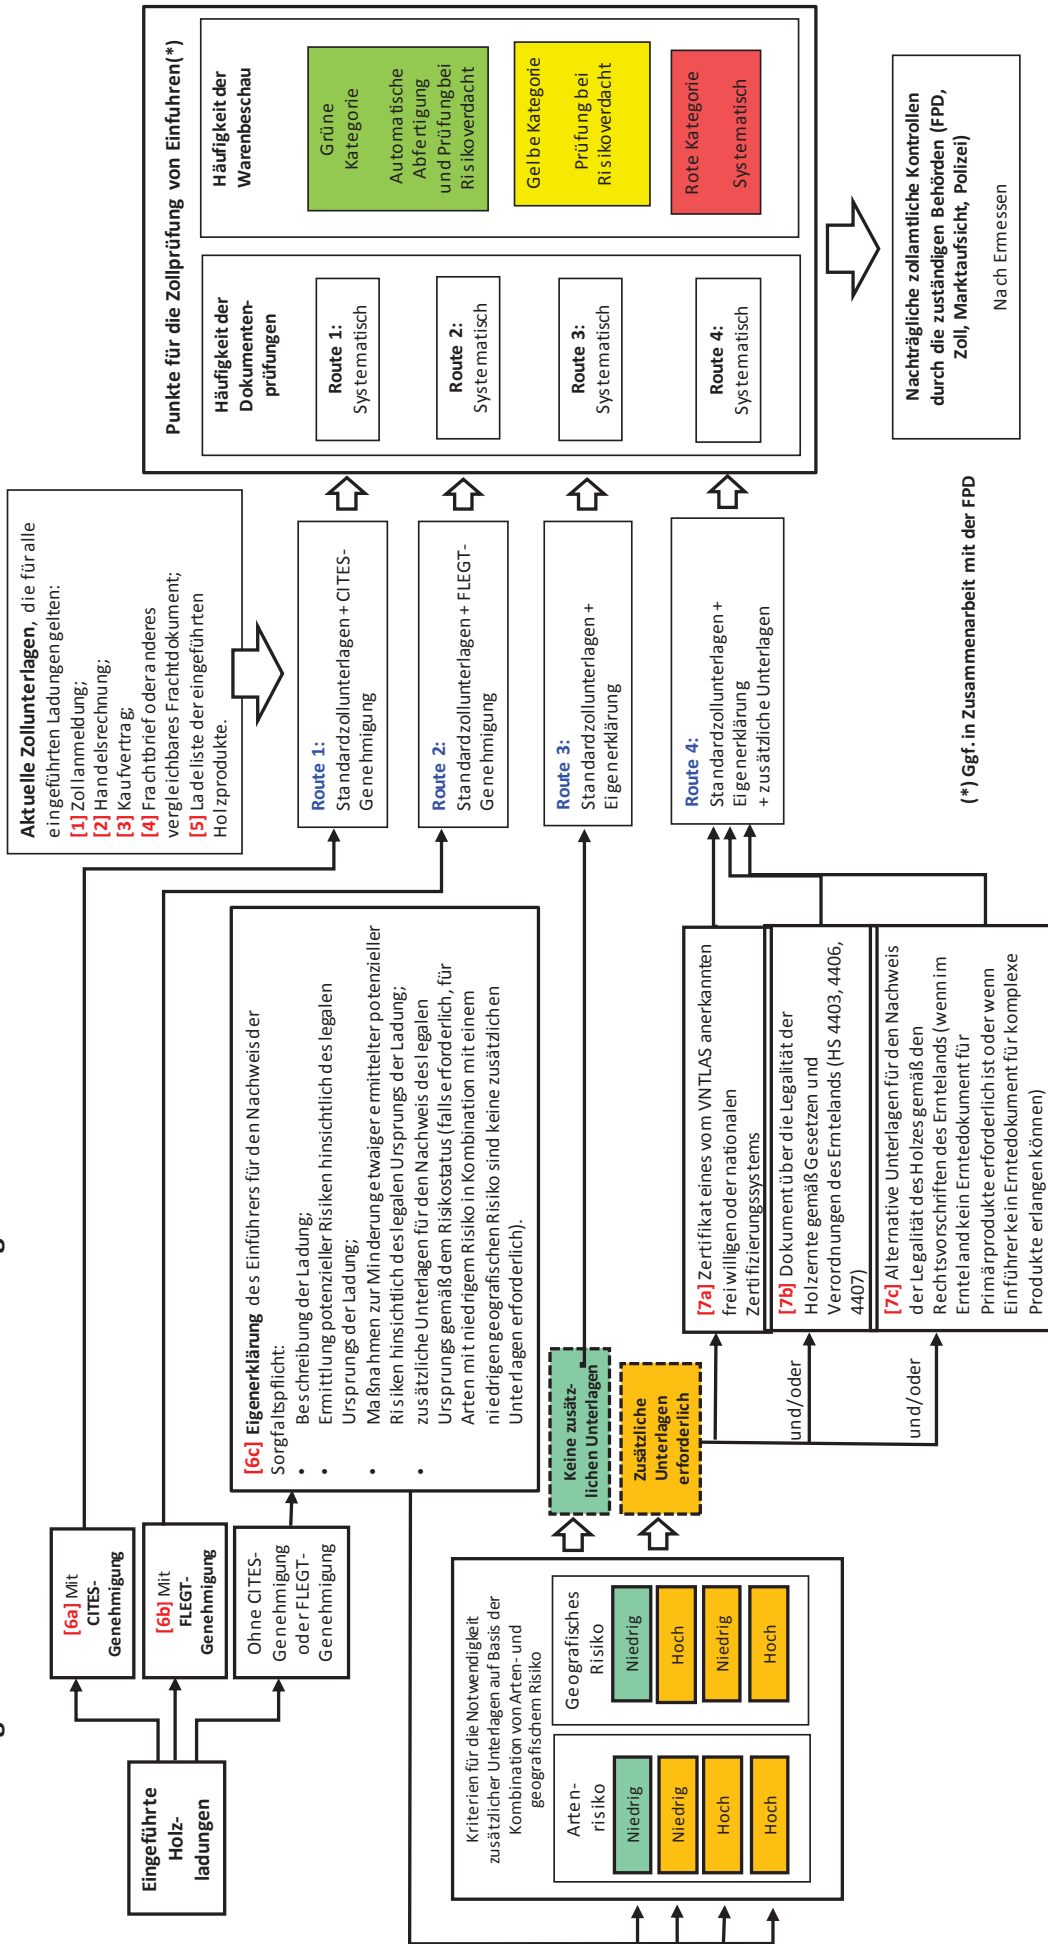 Eingeführte
Holz-
ladungen
[6a] Mit
CITES-
Genehmigung
[6b] Mit
FLEGT-
Genehmigung
Ohne CITES-
Genehmigung
oder FLEGT-
Genehmigung
[6c] Eigenerklärung des Einführers für den Nachweis der
Sorgfaltspflicht:
• Beschreibung der Ladung;
• Ermittlung potenzieller Risiken hinsichtlich des legalen
Ursprungs der Ladung;
• Maßnahmen zur Minderung etwaiger ermittelter potenzieller
Risiken hinsichtlich des legalen Ursprungs der Ladung;
• zusätzliche Unterlagen für den Nachweis des legalen
Ursprungs gemäß dem Risikostatus (falls erforderlich, für
Arten mit niedrigem Risiko in Kombination mit einem
niedrigen geografischen Risiko sind keine zusätzlichen
Unterlagen erforderlich).
Kriterien für die Notwendigkeit
zusätzlicher Unterlagen auf Basis der
Kombination von Arten- und
geografischem Risiko
Arten-
risiko
Geografisches
Risiko
Niedrig
Niedrig
Niedrig
Hoch
Hoch
Niedrig
Hoch
Hoch
Keine zusätz-
lichen Unterlagen
Zusätzliche
Unterlagen
erforderlich
und/oder
und/oder
[7a] Zertifikat eines vom VNTLAS anerkannten
freiwilligen oder nationalen
Zertifizierungssystems
[7b] Dokument über die Legalität der
Holzernte gemäß Gesetzen und
Verordnungen des Erntelands (HS 4403, 4406,
4407)
[7c] Alternative Unterlagen für den Nachweis
der Legalität des Holzes gemäß den
Rechtsvorschriften des Erntelands (wenn im
Ernteland kein Erntedokument für
Primärprodukte erforderlich ist oder wenn
Einführer kein Erntedokument für komplexe
Produkte erlangen können)
Aktuelle Zollunterlagen, die für alle
eingeführten Ladungen gelten:
[1] Zollanmeldung;
[2] Handelsrechnung;
[3] Kaufvertrag;
[4] Frachtbrief oder anderes
vergleichbares Frachtdokument;
[5] Ladeliste der eingeführten
Holzprodukte.
Route 1:
Standardzollunterlagen + CITES-
Genehmigung
Route 2:
Standardzollunterlagen + FLEGT-
Genehmigung
Route 3:
Standardzollunterlagen +
Eigenerklärung
Route 4:
Standardzollunterlagen +
Eigenerklärung
+ zusätzliche Unterlagen
Punkte für die Zollprüfung von Einfuhren(*)
Häufigkeit der
Dokumenten-
prüfungen
Route 1:
Systematisch
Route 2:
Systematisch
Route 3:
Systematisch
Route 4:
Systematisch
Häufigkeit der
Warenbeschau
Grüne
Kategorie
Automatische
Abfertigung
und Prüfung bei
Risikoverdacht
Gelbe Kategorie
Prüfung bei
Risikoverdacht
Rote Kategorie
Systematisch
Nachträgliche zollamtliche Kontrollen
durch die zuständigen Behörden (FPD,
Zoll, Marktaufsicht, Polizei)
Nach Ermessen
(*) Ggf. in Zusammenarbeit mit der FPD